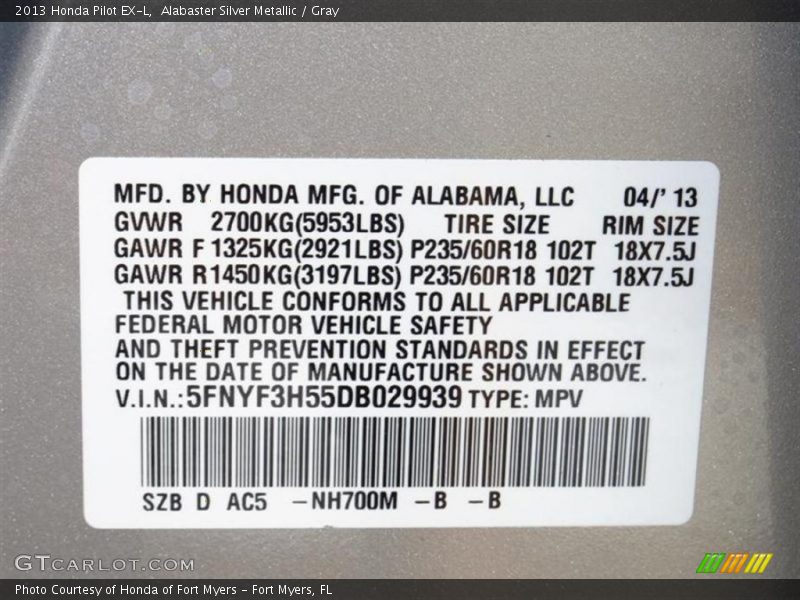 2013 Honda Pilot EX-L, Alabaster Silver Metallic / Gray
MFD. BY HONDA MFG. OF ALABAMA, LLC 04/' 13
GVWR 2700KG(5953LBS) TIRE SIZE RIM SIZE
GAWR F 1325KG(2921LBS) P235/60R18 102T 18X7.5J
GAWR R1450KG(3197LBS) P235/60R18 102T 18X7.5J
THIS VEHICLE CONFORMS TO ALL APPLICABLE
FEDERAL MOTOR VEHICLE SAFETY
AND THEFT PREVENTION STANDARDS IN EFFECT
ON THE DATE OF MANUFACTURE SHOWN ABOVE.
V.I.N.:5FNYF3H55DB029939 TYPE: MPV
SZB D AC5 -NH700M -B -B
GTCARLOT.COM
Photo Courtesy of Honda of Fort Myers - Fort Myers, FL